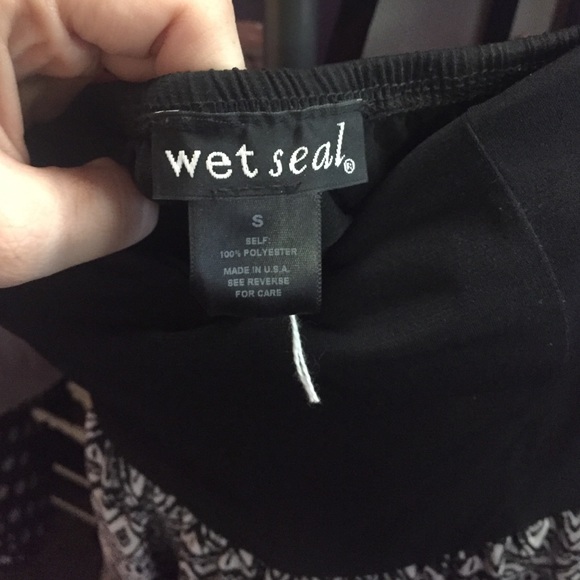 wet seal®
S
SELF:
100% POLYESTER
MADE IN U.S.A.
SEE REVERSE
FOR CARE